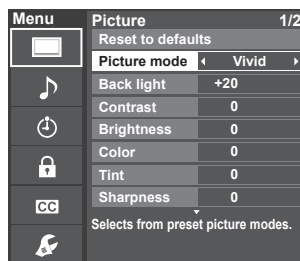 Menu
Picture 1/2
Reset to defaults
Picture mode Vivid
Back light +20
Contrast 0
Brightness 0
Color 0
Tint 0
Sharpness 0
CC
Selects from preset picture modes.